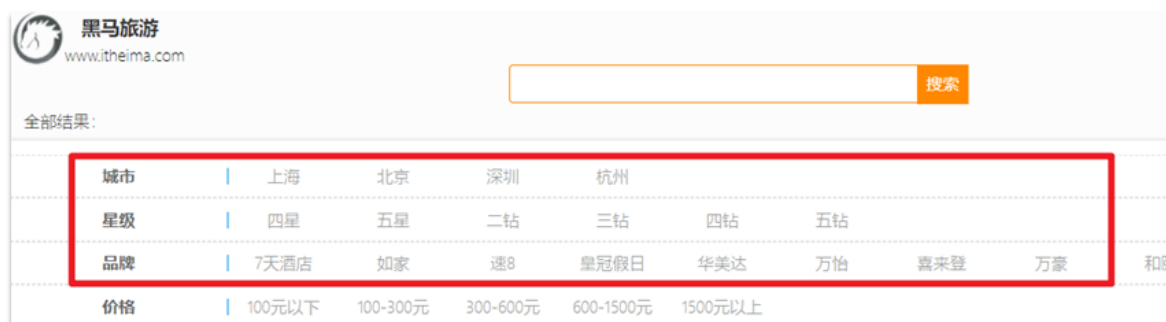 黑马旅游
www.itheima.com
搜索
全部结果:
城市 上海 北京 深圳 杭州
星级 四星 五星 二钻 三钻 四钻 五钻
品牌 7天酒店 如家 速8 皇冠假日 华美达 万怡 喜来登 万豪 和
价格 100元以下 100-300元 300-600元 600-1500元 1500元以上